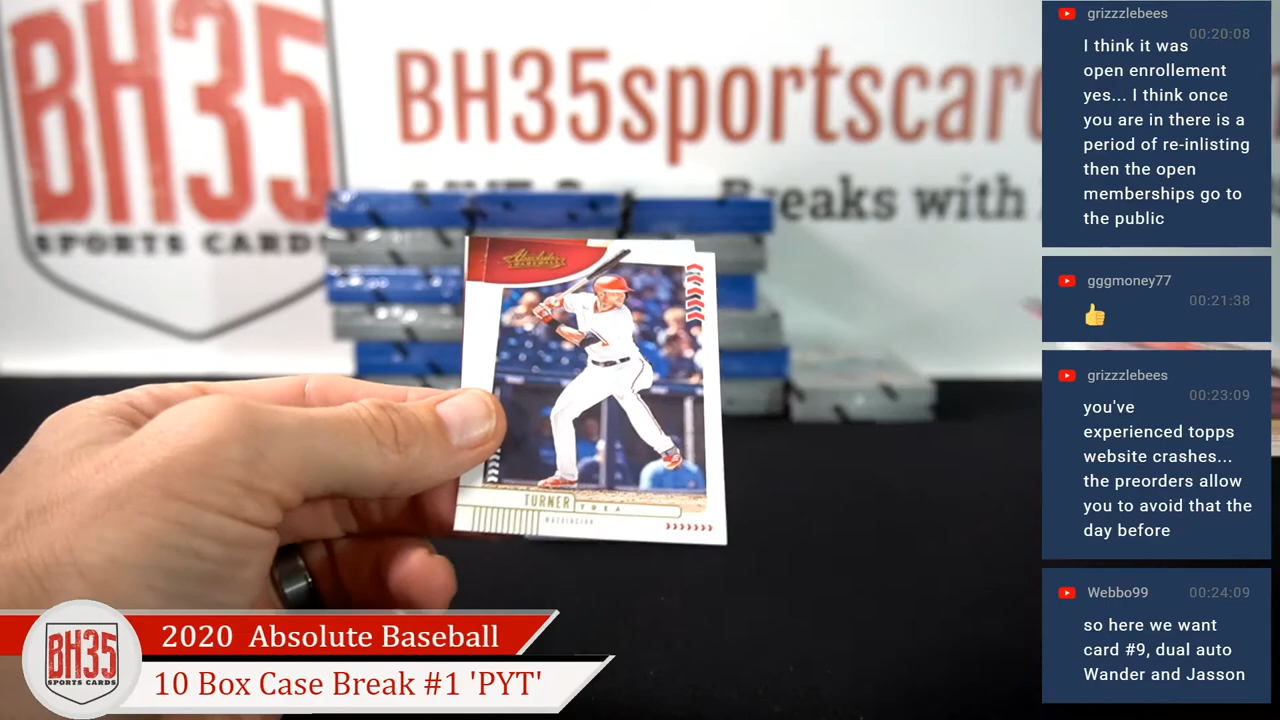 BH35
SPORTS CARDS
BH35sportscar
Breaks with
Absolute
BASEBALL
TURNER
TREA
WASHINGTON
2020 Absolute Baseball
10 Box Case Break #1 'PYT'
BH35
SPORTS CARDS
grizzzlebees
00:20:08
I think it was
open enrollement
yes... I think once
you are in there is a
period of re-inlisting
then the open
memberships go to
the public
gggmoney77
00:21:38
👍
grizzzlebees
00:23:09
you've
experienced topps
website crashes...
the preorders allow
you to avoid that the
day before
Webbo99
00:24:09
so here we want
card #9, dual auto
Wander and Jasson